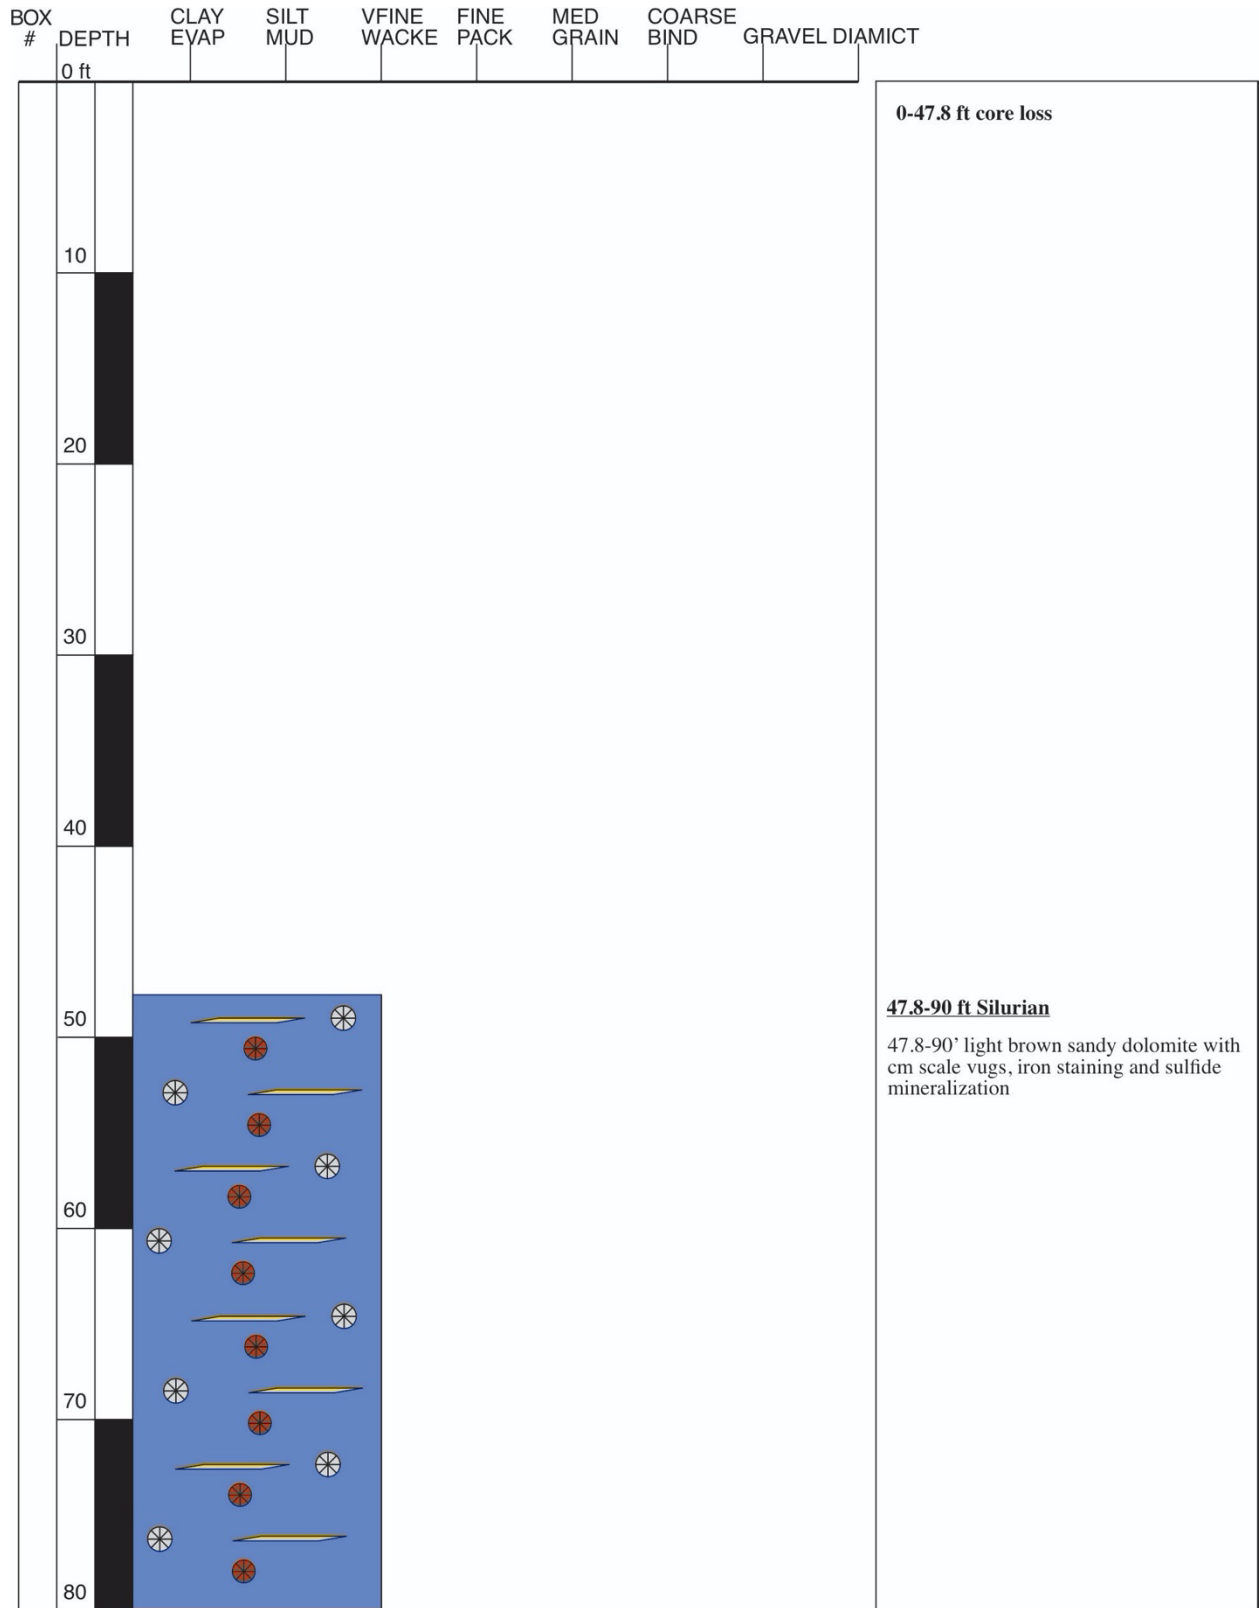 BOX CLAY SILT VFINE FINE MED COARSE
# DEPTH EVAP MUD WACKE PACK GRAIN BIND GRAVEL DIAMICT
0 ft
0-47.8 ft core loss
10
20
30
40
47.8-90 ft Silurian
50
47.8-90’ light brown sandy dolomite with
cm scale vugs, iron staining and sulfide
mineralization
60
70
80